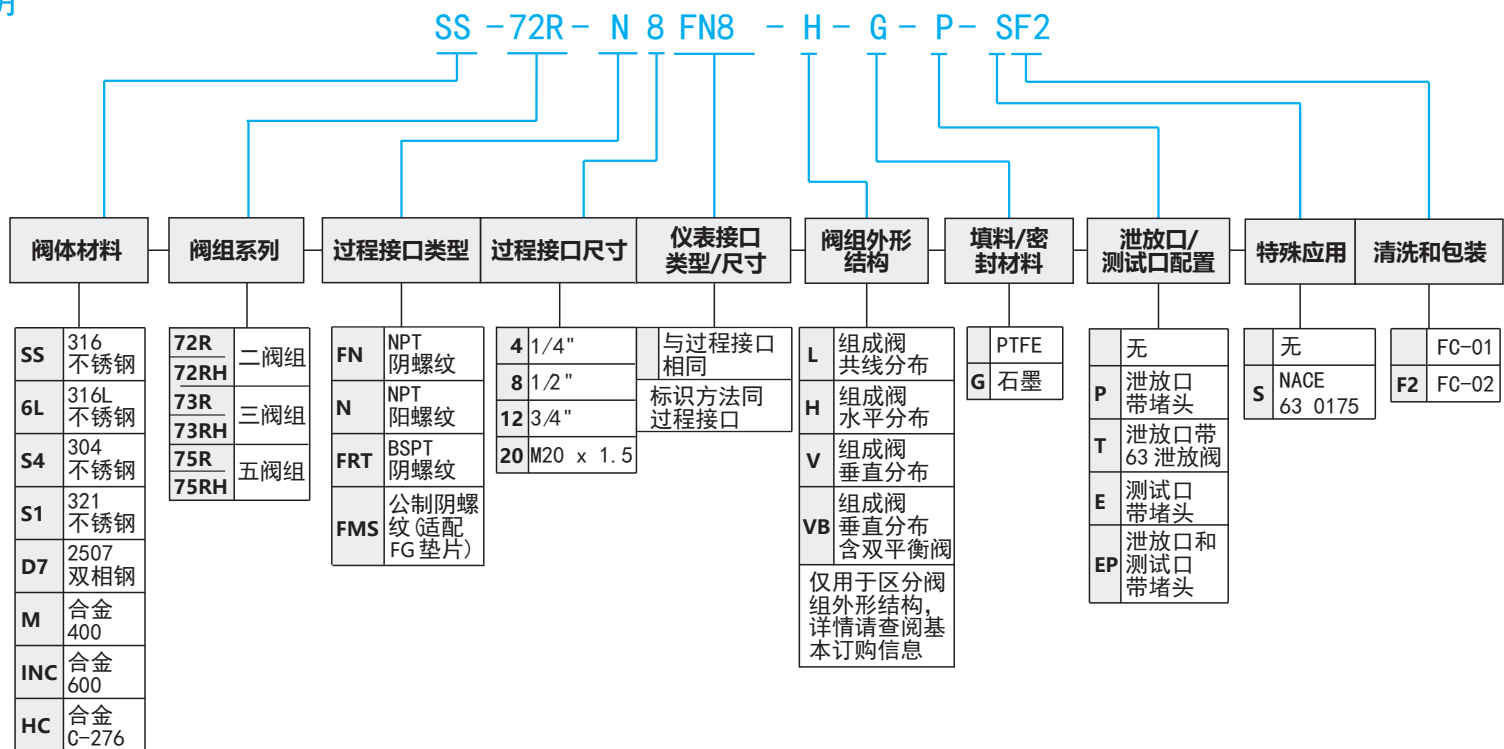 明
SS - 72R - N 8 FN8 - H - G - P - SF2
阀体材料
SS 316
不锈钢
6L 316L
不锈钢
S4 304
不锈钢
S1 321
不锈钢
D7 2507
双相钢
M 合金
400
INC 合金
600
HC 合金
C-276
阀组系列
72R
72RH
二阀组
73R
73RH
三阀组
75R
75RH
五阀组
过程接口类型
FN NPT
阴螺纹
N NPT
阳螺纹
FRT BSPT
阴螺纹
FMS 公制阴螺
纹(适配
FG垫片)
过程接口尺寸
4 1/4"
8 1/2"
12 3/4"
20 M20 x 1.5
仪表接口
类型/尺寸
与过程接口
相同
标识方法同
过程接口
阀组外形
结构
L 组成阀
共线分布
H 组成阀
水平分布
V 组成阀
垂直分布
VB 组成阀
垂直分布
含双平衡阀
仅用于区分阀
组外形结构,
详情请查阅基
本订购信息
填料/密
封材料
PTFE
G 石墨
泄放口/
测试口配置
无
P 泄放口
带堵头
T 泄放口带
63泄放阀
E 测试口
带堵头
EP 泄放口和
测试口
带堵头
特殊应用
无
S NACE
63 0175
清洗和包装
FC-01
F2 FC-02